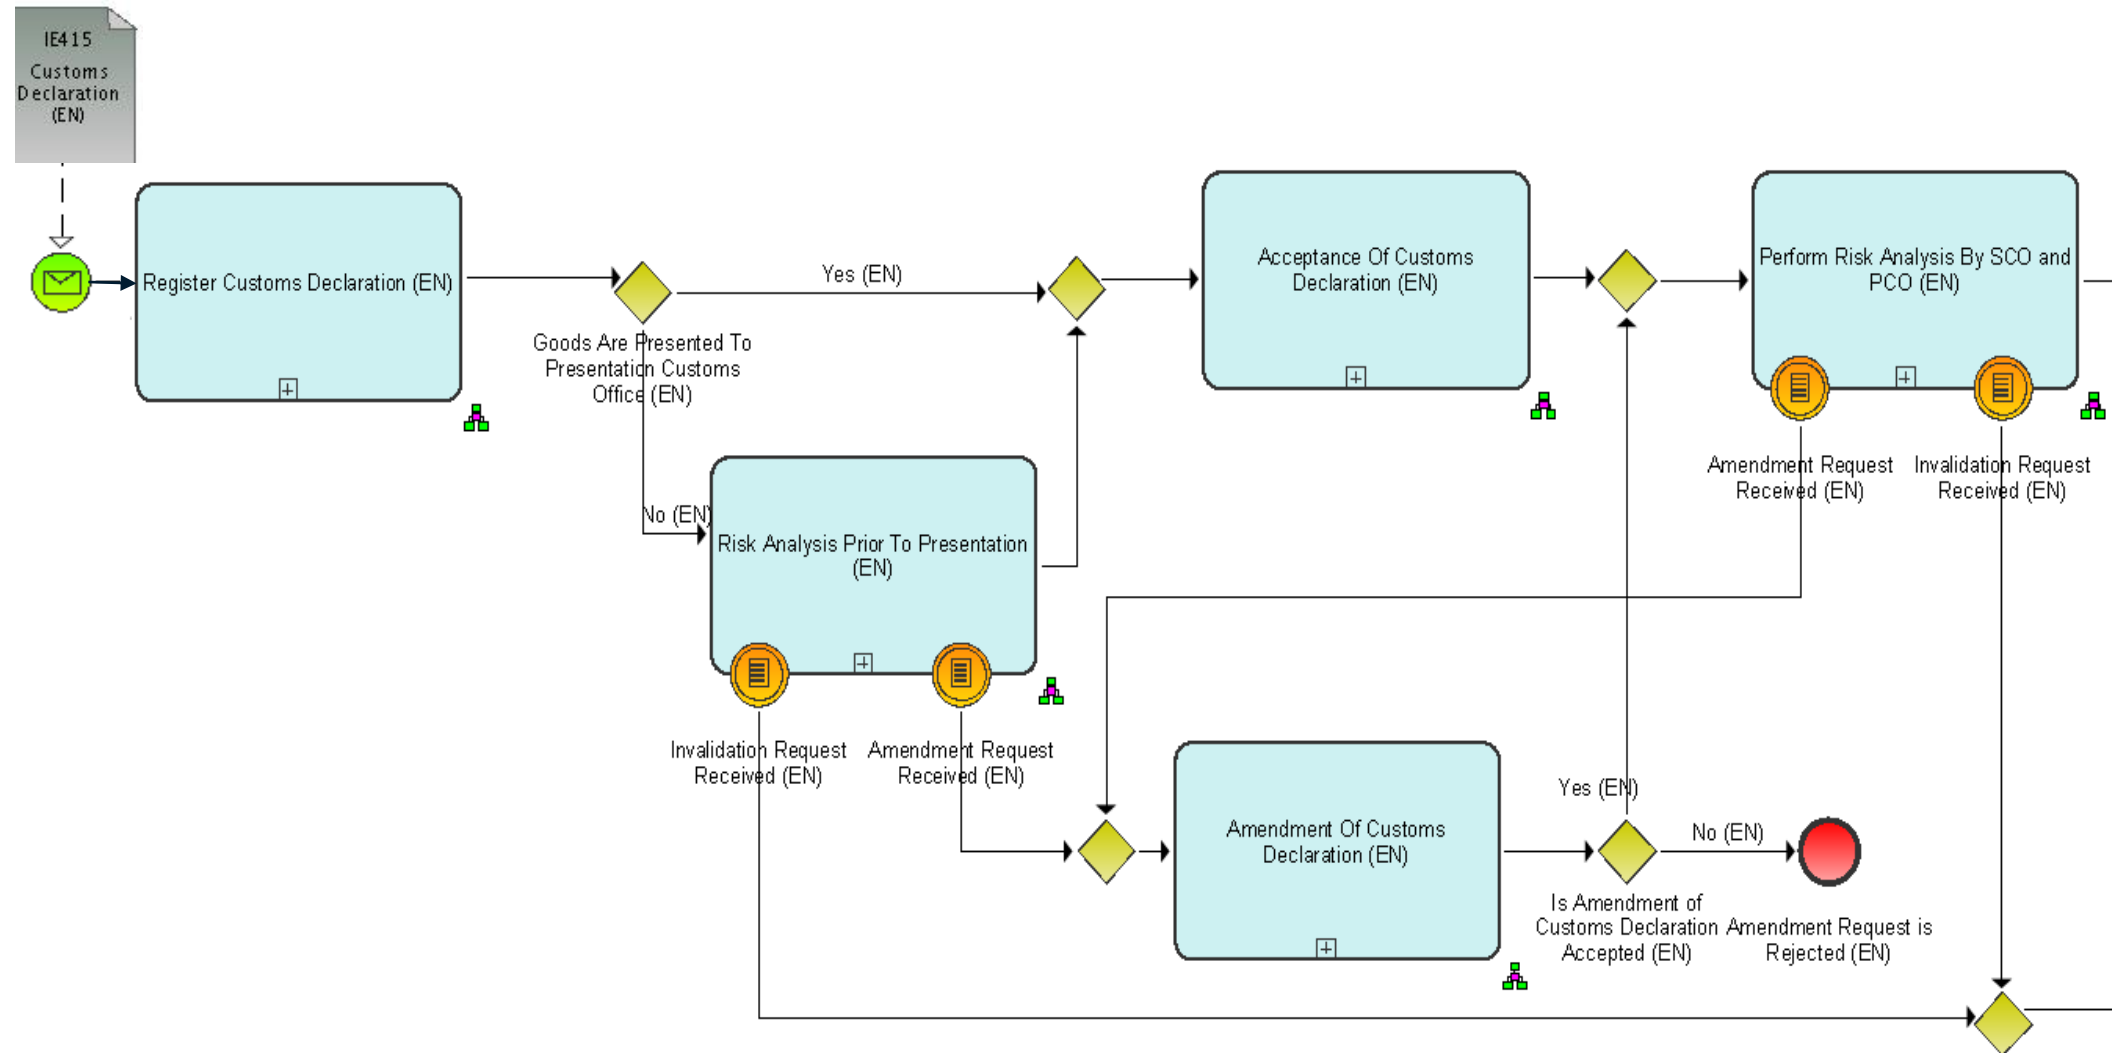 IE415
Customs
Declaration
(EN)
Register Customs Declaration (EN)
Goods Are Presented To
Presentation Customs
Office (EN)
Yes (EN)
No (EN)
Acceptance Of Customs
Declaration (EN)
Perform Risk Analysis By SCO and
PCO (EN)
Amendment Request
Received (EN)
Invalidation Request
Received (EN)
Risk Analysis Prior To Presentation
(EN)
Invalidation Request
Received (EN)
Amendment Request
Received (EN)
Amendment Of Customs
Declaration (EN)
Yes (EN)
No (EN)
Is Amendment of
Customs Declaration
Accepted (EN)
Amendment Request is
Rejected (EN)